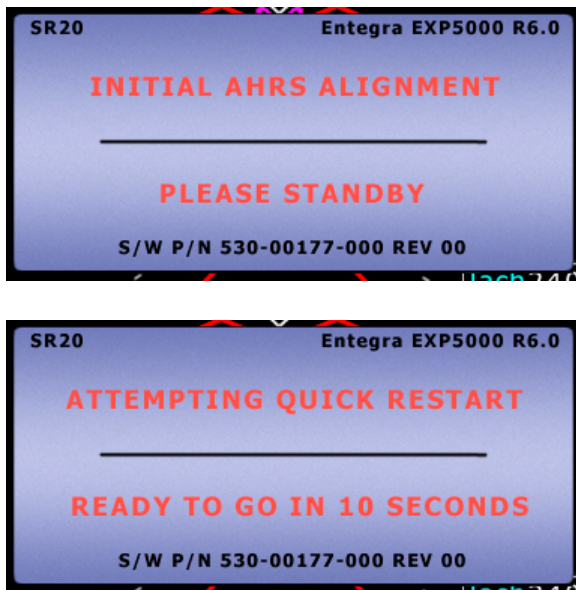 SR20 Entegra EXP5000 R6.0
INITIAL AHRS ALIGNMENT
PLEASE STANDBY
S/W P/N 530-00177-000 REV 00
SR20 Entegra EXP5000 R6.0
ATTEMPTING QUICK RESTART
READY TO GO IN 10 SECONDS
S/W P/N 530-00177-000 REV 00